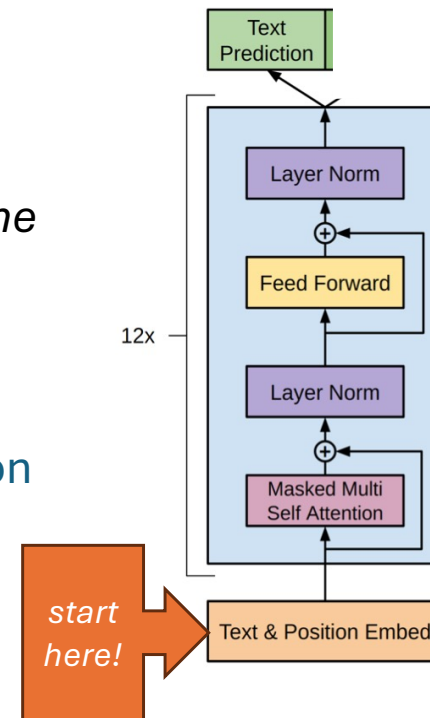 Text
Prediction
Layer Norm
Feed Forward
12x
Layer Norm
Masked Multi
Self Attention
start
here!
Text & Position Embed